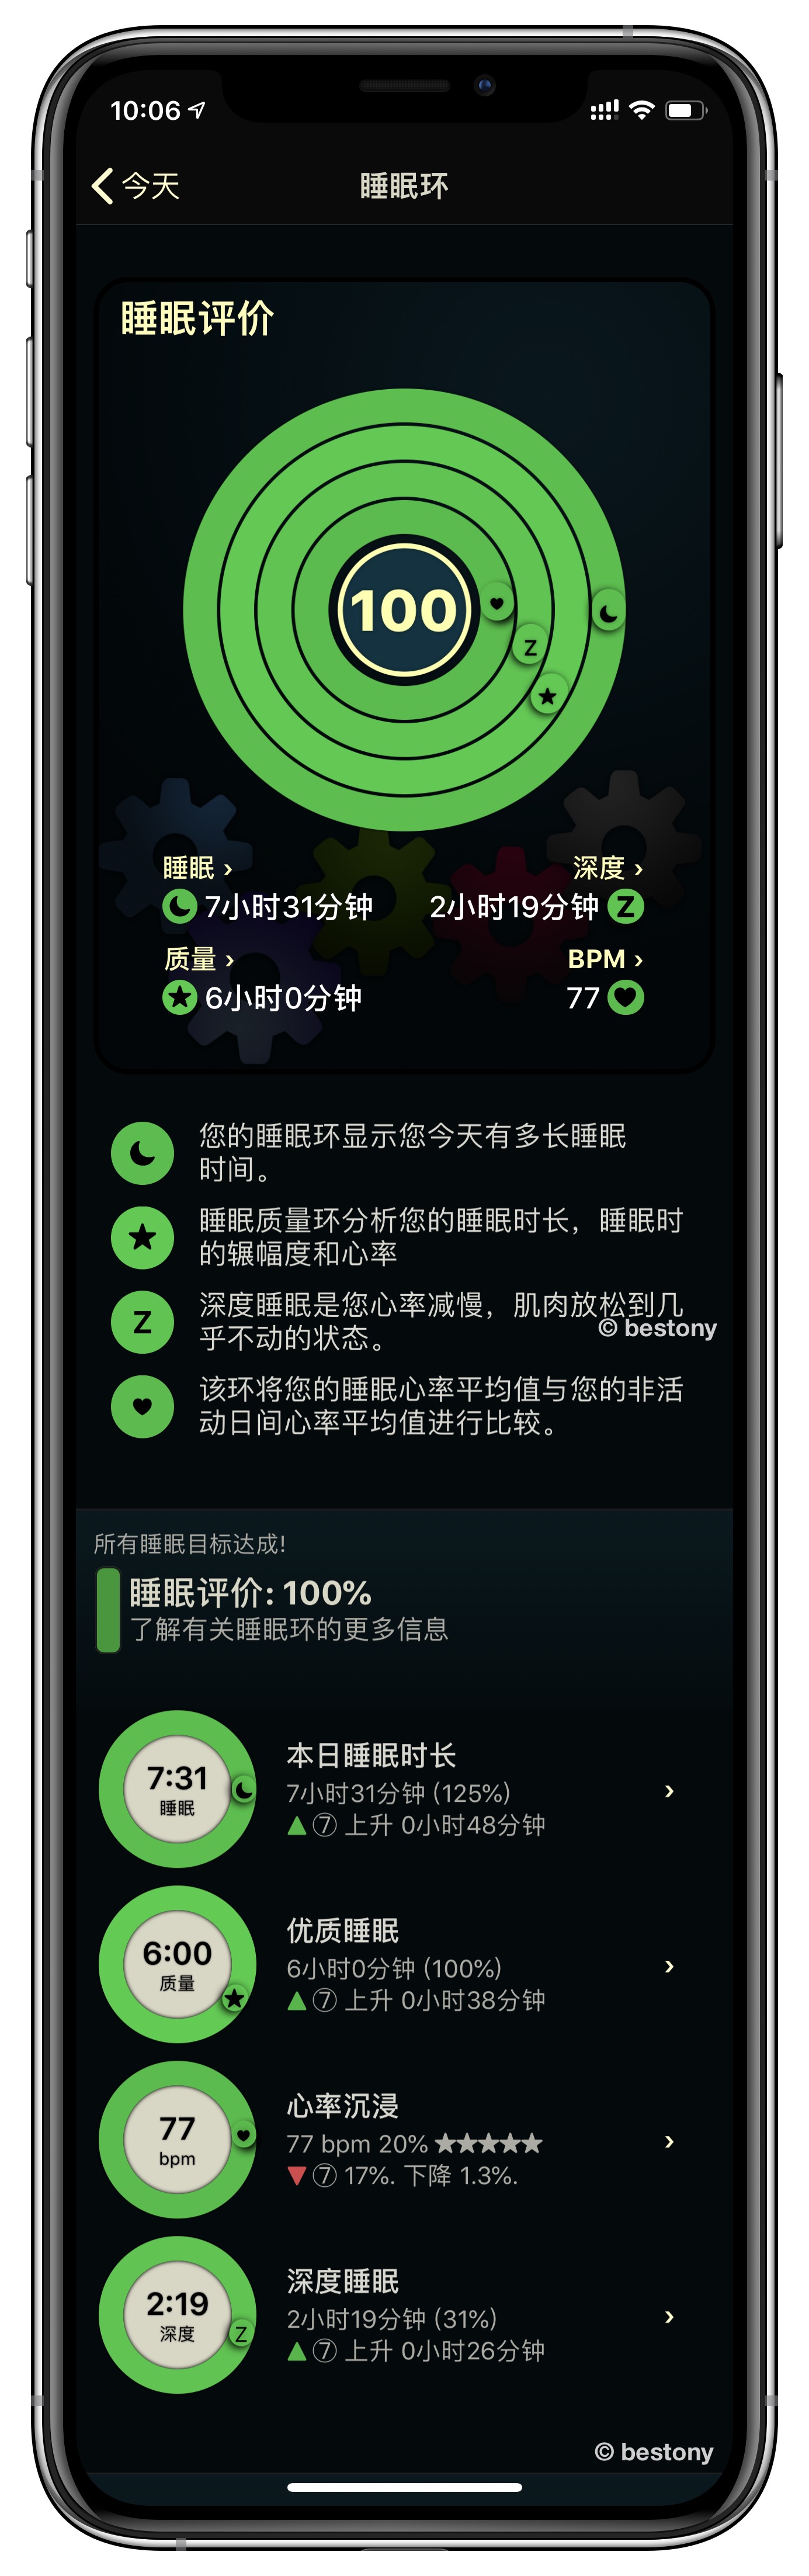 10:06
今天
睡眠环
睡眠评价
100
Z
睡眠 ›
深度 ›
7小时31分钟
2小时19分钟 Z
质量 ›
BPM ›
6小时0分钟
77
您的睡眠环显示您今天有多长睡眠
时间。
睡眠质量环分析您的睡眠时长，睡眠时
的辗幅度和心率
Z
深度睡眠是您心率减慢，肌肉放松到几
乎不动的状态。
© bestony
该环将您的睡眠心率平均值与您的非活
动日间心率平均值进行比较。
所有睡眠目标达成!
睡眠评价: 100%
了解有关睡眠环的更多信息
7:31
睡眠
本日睡眠时长
7小时31分钟 (125%)
▲⑦ 上升 0小时48分钟
›
6:00
质量
优质睡眠
6小时0分钟 (100%)
▲⑦ 上升 0小时38分钟
›
77
bpm
心率沉浸
77 bpm 20% ★★★★★
▼⑦ 17%. 下降 1.3%.
›
2:19
深度
Z
深度睡眠
2小时19分钟 (31%)
▲⑦ 上升 0小时26分钟
›
© bestony